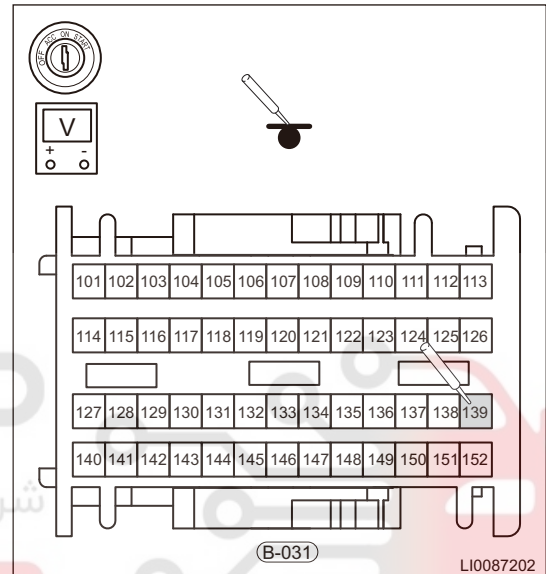 OFF ACC ON START
V
+ -
101 102 103 104 105 106 107 108 109 110 111 112 113
114 115 116 117 118 119 120 121 122 123 124 125 126
127 128 129 130 131 132 133 134 135 136 137 138 139
140 141 142 143 144 145 146 147 148 149 150 151 152
B-031
LI0087202